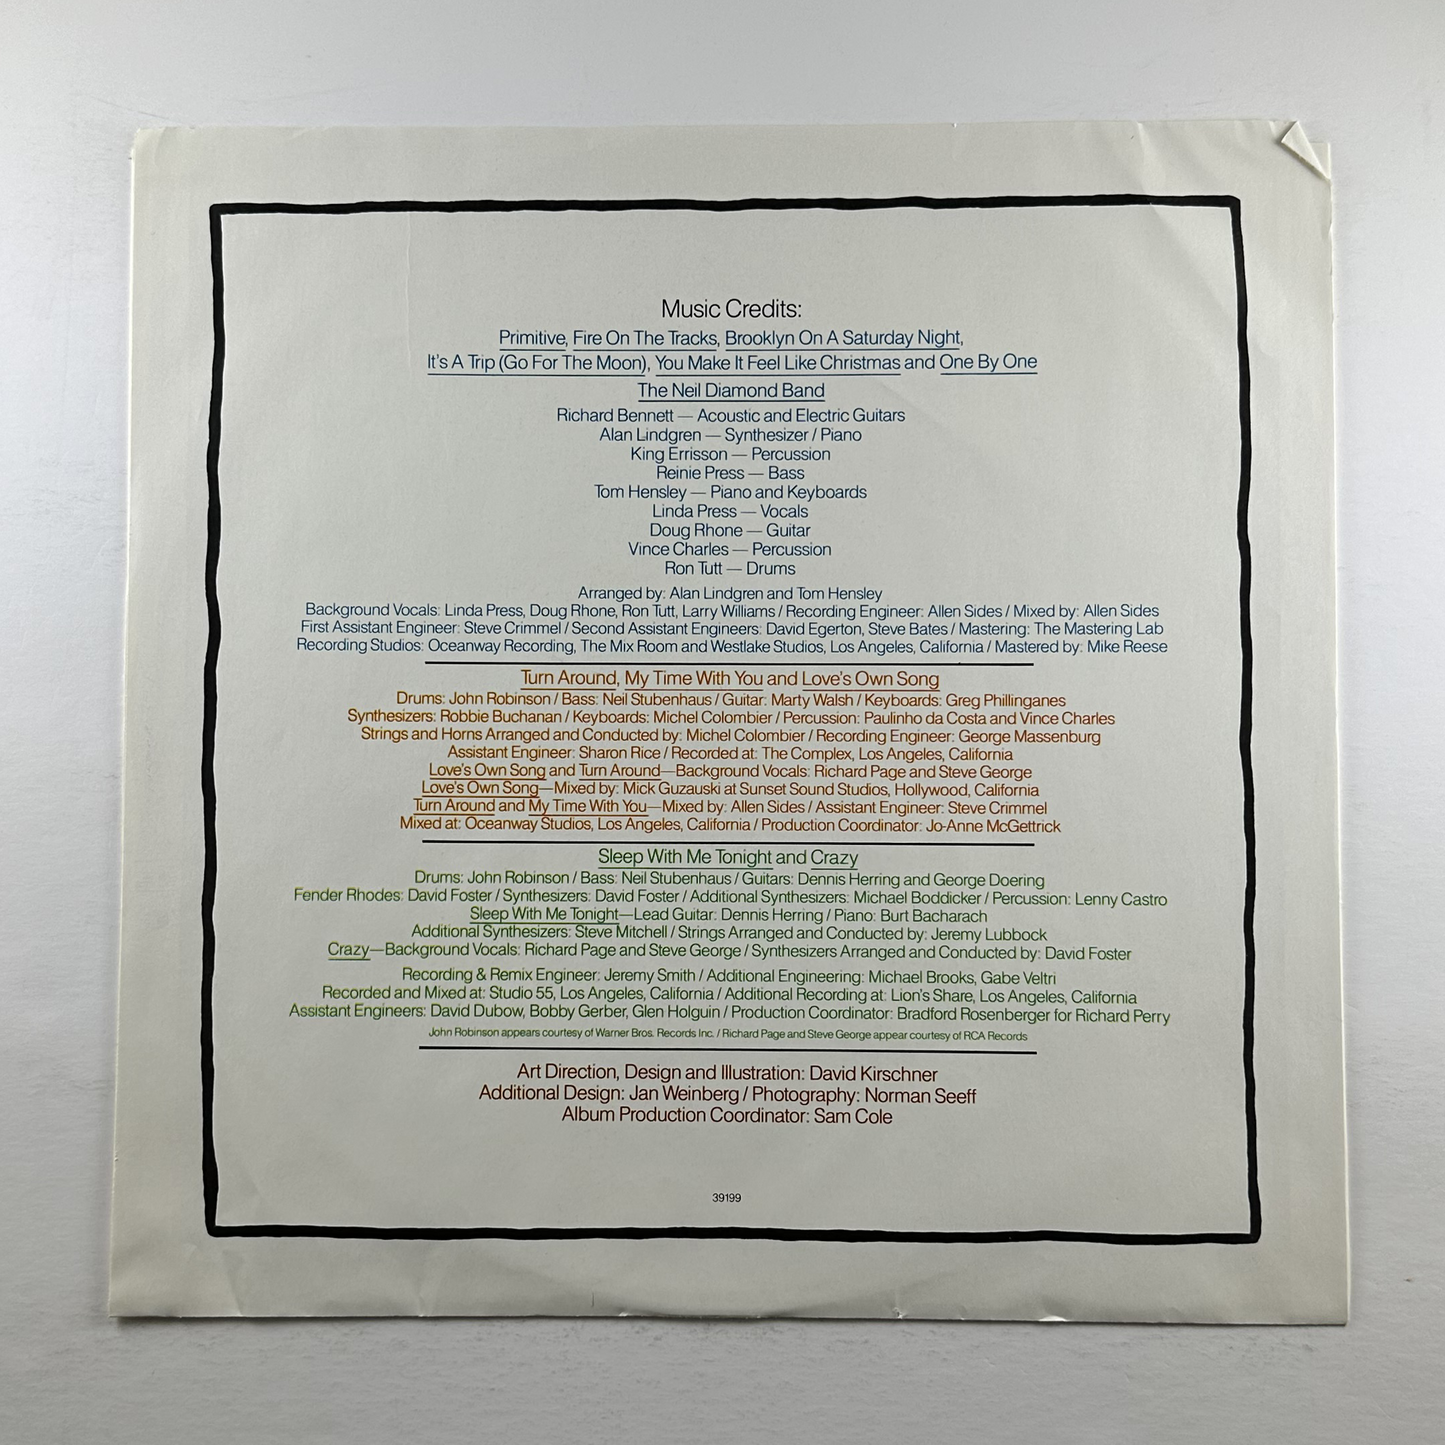 Music Credits:
Primitive, Fire On The Tracks, Brooklyn On A Saturday Night,
It's A Trip (Go For The Moon), You Make It Feel Like Christmas and One By One
The Neil Diamond Band
Richard Bennett — Acoustic and Electric Guitars
Alan Lindgren — Synthesizer / Piano
King Errisson — Percussion
Reinie Press — Bass
Tom Hensley — Piano and Keyboards
Linda Press — Vocals
Doug Rhone — Guitar
Vince Charles — Percussion
Ron Tutt — Drums
Arranged by: Alan Lindgren and Tom Hensley
Background Vocals: Linda Press, Doug Rhone, Ron Tutt, Larry Williams / Recording Engineer: Allen Sides / Mixed by: Allen Sides
First Assistant Engineer: Steve Crimmel / Second Assistant Engineers: David Egerton, Steve Bates / Mastering: The Mastering Lab
Recording Studios: Oceanway Recording, The Mix Room and Westlake Studios, Los Angeles, California / Mastered by: Mike Reese
Turn Around, My Time With You and Love's Own Song
Drums: John Robinson / Bass: Neil Stubenhaus / Guitar: Marty Walsh / Keyboards: Greg Phillinganes
Synthesizers: Robbie Buchanan / Keyboards: Michel Colombier / Percussion: Paulinho da Costa and Vince Charles
Strings and Horns Arranged and Conducted by: Michel Colombier / Recording Engineer: George Massenburg
Assistant Engineer: Sharon Rice / Recorded at: The Complex, Los Angeles, California
Love's Own Song and Turn Around—Background Vocals: Richard Page and Steve George
Love's Own Song—Mixed by: Mick Guzauski at Sunset Sound Studios, Hollywood, California
Turn Around and My Time With You—Mixed by: Allen Sides / Assistant Engineer: Steve Crimmel
Mixed at: Oceanway Studios, Los Angeles, California / Production Coordinator: Jo-Anne McGettrick
Sleep With Me Tonight and Crazy
Drums: John Robinson / Bass: Neil Stubenhaus / Guitars: Dennis Herring and George Doering
Fender Rhodes: David Foster / Synthesizers: David Foster / Additional Synthesizers: Michael Boddicker / Percussion: Lenny Castro
Sleep With Me Tonight—Lead Guitar: Dennis Herring / Piano: Burt Bacharach
Additional Synthesizers: Steve Mitchell / Strings Arranged and Conducted by: Jeremy Lubbock
Crazy—Background Vocals: Richard Page and Steve George / Synthesizers Arranged and Conducted by: David Foster
Recording & Remix Engineer: Jeremy Smith / Additional Engineering: Michael Brooks, Gabe Veltri
Recorded and Mixed at: Studio 55, Los Angeles, California / Additional Recording at: Lion's Share, Los Angeles, California
Assistant Engineers: David Dubow, Bobby Gerber, Glen Holguin / Production Coordinator: Bradford Rosenberger for Richard Perry
John Robinson appears courtesy of Warner Bros. Records Inc. / Richard Page and Steve George appear courtesy of RCA Records
Art Direction, Design and Illustration: David Kirschner
Additional Design: Jan Weinberg / Photography: Norman Seeff
Album Production Coordinator: Sam Cole
39199